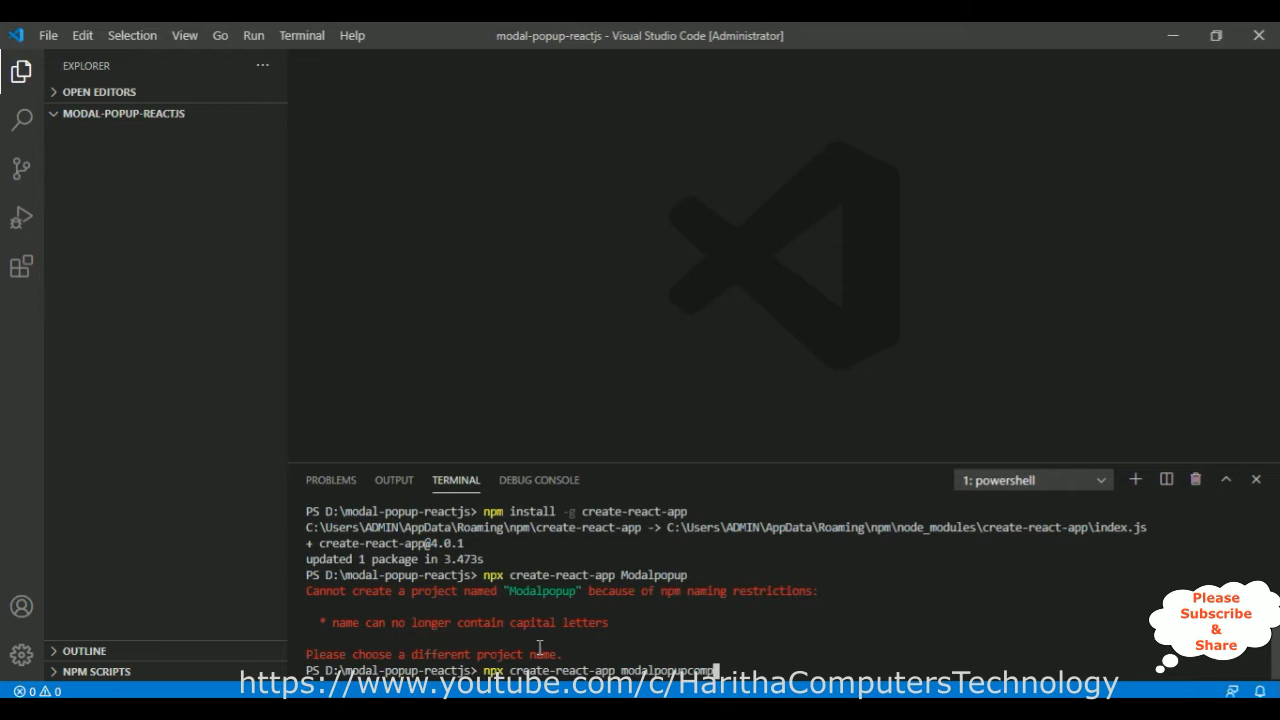 File Edit Selection View Go Run Terminal Help
modal-popup-reactjs - Visual Studio Code [Administrator]
EXPLORER
OPEN EDITORS
MODAL-POPUP-REACTJS
PROBLEMS OUTPUT TERMINAL DEBUG CONSOLE
1: powershell
PS D:\modal-popup-reactjs> npm install -g create-react-app
C:\Users\ADMIN\AppData\Roaming\npm\create-react-app -> C:\Users\ADMIN\AppData\Roaming\npm\node_modules\create-react-app\index.js
+ create-react-app@4.0.1
updated 1 package in 3.473s
PS D:\modal-popup-reactjs> npx create-react-app Modalpopup
Cannot create a project named "Modalpopup" because of npm naming restrictions:
* name can no longer contain capital letters
Please choose a different project name.
PS D:\modal-popup-reactjs> npx create-react-app modalpopupcomp
OUTLINE
NPM SCRIPTS
0 0
https://www.youtube.com/c/HarithaComputersTechnology
Please
Subscribe
&
Share